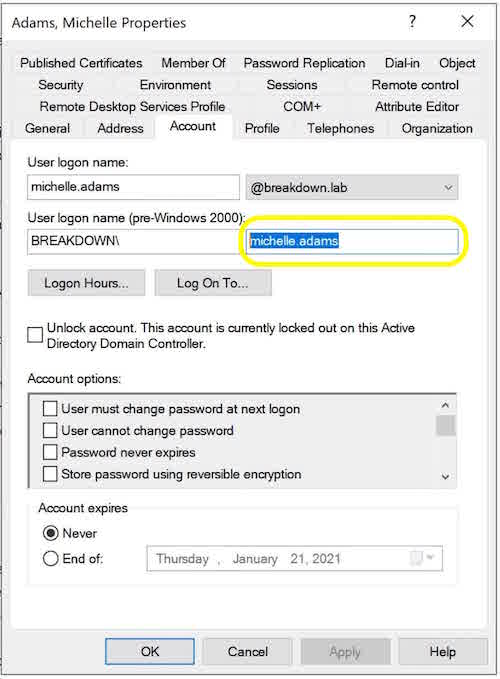 Adams, Michelle Properties ? ×
Published Certificates Member Of Password Replication Dial-in Object
Security Environment Sessions Remote control
Remote Desktop Services Profile COM+ Attribute Editor
General Address Account Profile Telephones Organization
User logon name:
michelle.adams @breakdown.lab
User logon name (pre-Windows 2000):
BREAKDOWN\ michelle.adams
Logon Hours... Log On To...
Unlock account. This account is currently locked out on this Active
Directory Domain Controller.
Account options:
User must change password at next logon
User cannot change password
Password never expires
Store password using reversible encryption
Account expires
Never
End of: Thursday , January 21, 2021
OK Cancel Apply Help